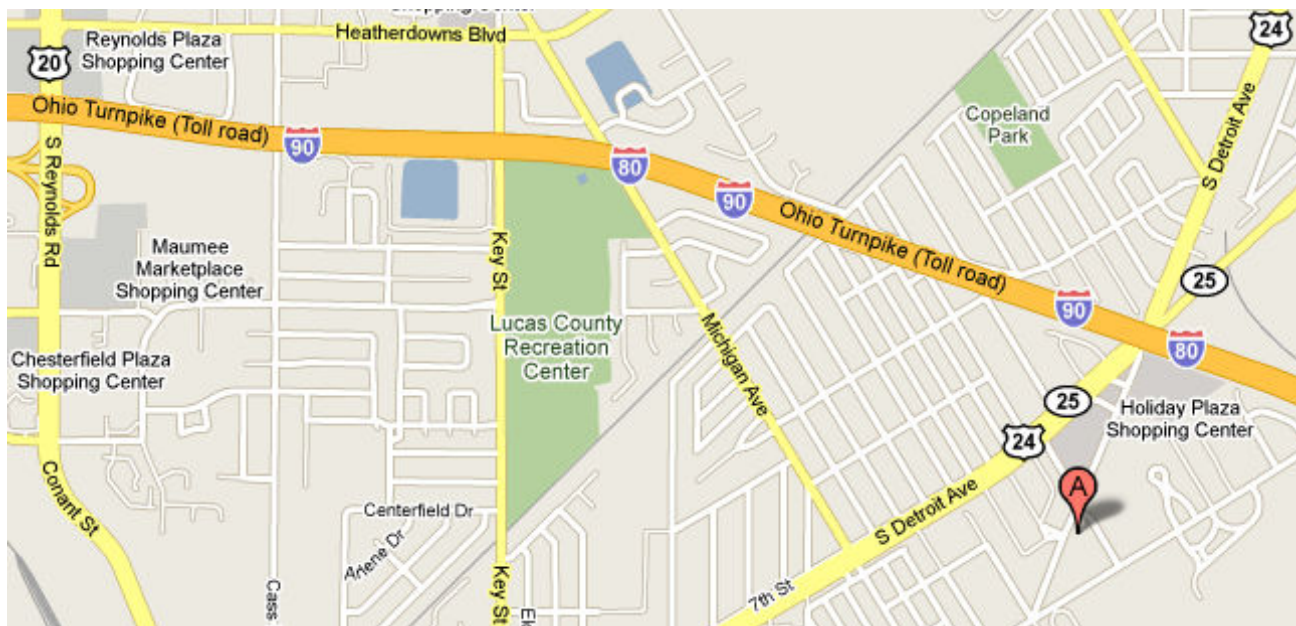 Shopping Center
Heatherdowns Blvd
24
Reynolds Plaza
Shopping Center
20
Ohio Turnpike (Toll road)
90
80
90
Copeland
Park
S Detroit Ave
S Reynolds Rd
Ohio Turnpike (Toll road)
Maumee
Marketplace
Shopping Center
Key St
25
90
80
Lucas County
Recreation
Center
Michigan Ave
Chesterfield Plaza
Shopping Center
25
Holiday Plaza
Shopping Center
24
A
Conant St
Centerfield Dr
S Detroit Ave
Arlene Dr
Cass
Key St
7th St